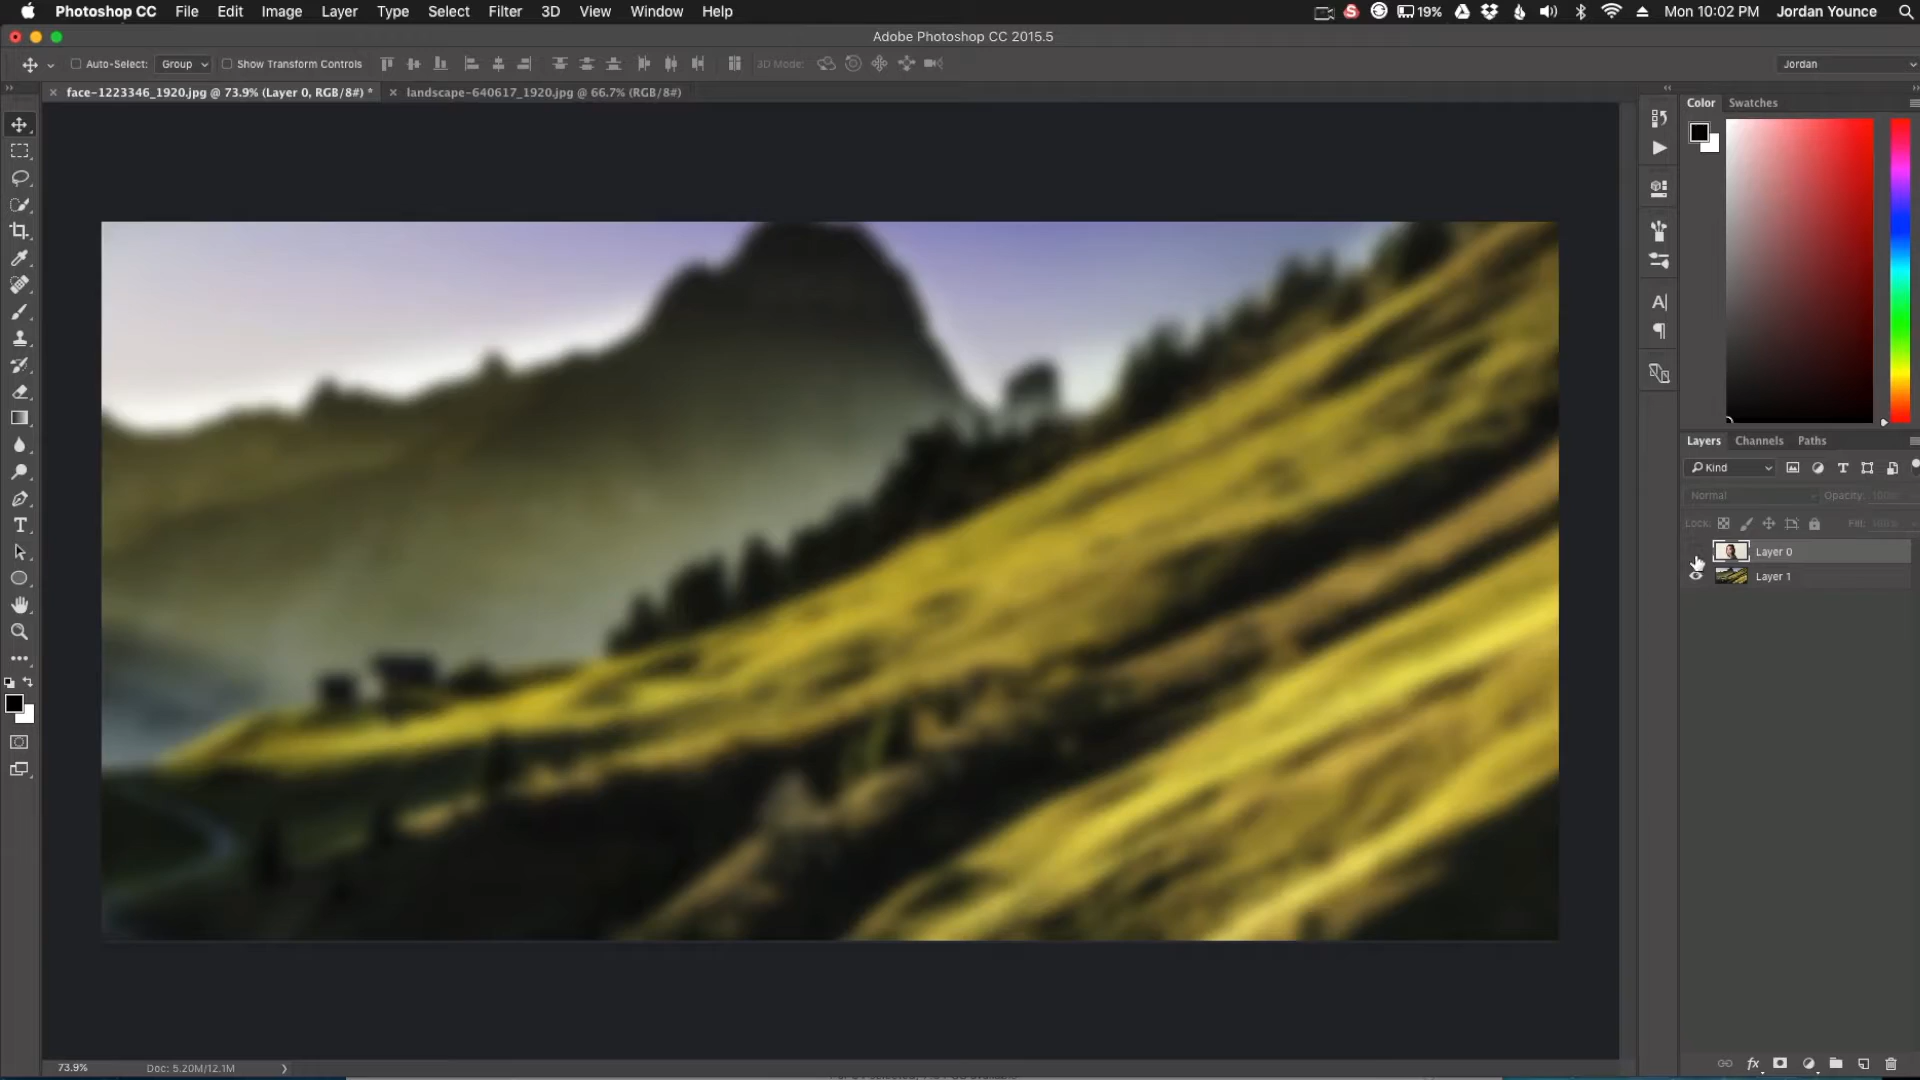 Photoshop CC File Edit Image Layer Type Select Filter 3D View Window Help 19% Mon 10:02 PM Jordan Younce
Adobe Photoshop CC 2015.5
Auto-Select: Group Show Transform Controls 3D Mode: Jordan
face-1223346_1920.jpg @ 73.9% (Layer 0, RGB/8#) * landscape-640617_1920.jpg @ 66.7% (RGB/8#)
Color Swatches
Layers Channels Paths
Kind
Normal Opacity: 100%
Lock: Fill: 100%
Layer 0
Layer 1
73.9% Doc: 5.20M/12.1M